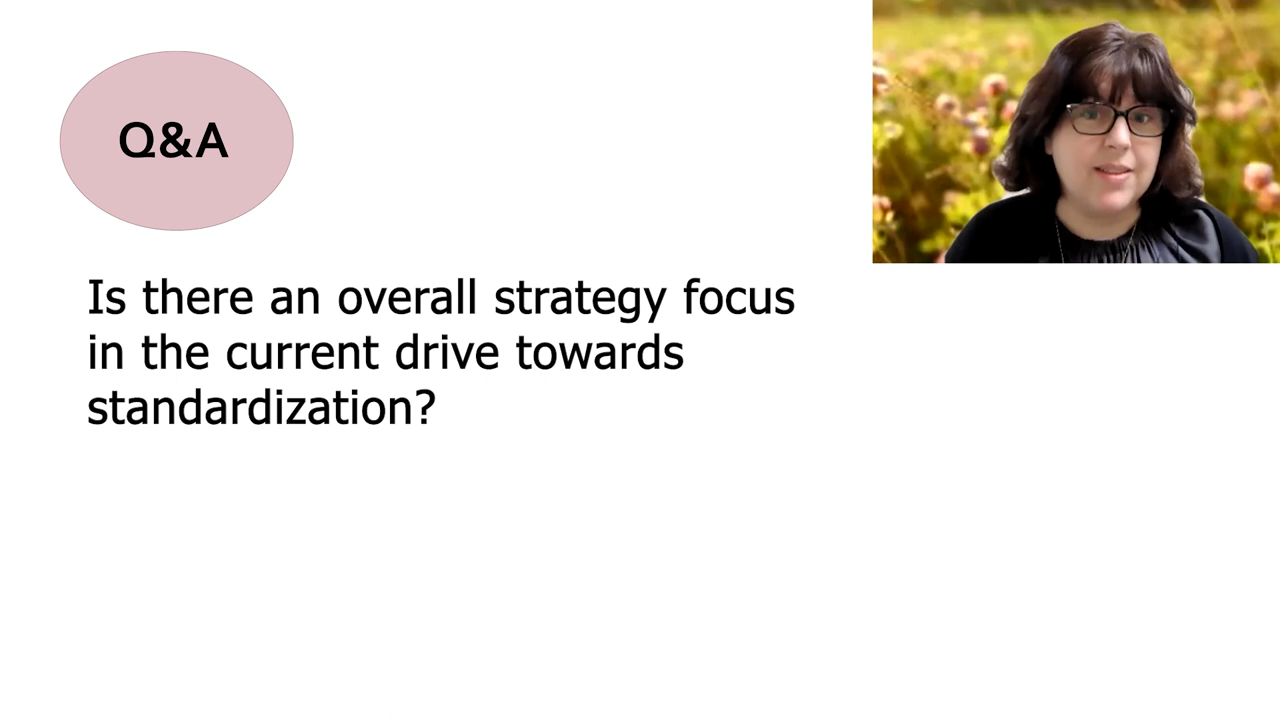 Q&A
Is there an overall strategy focus
in the current drive towards
standardization?